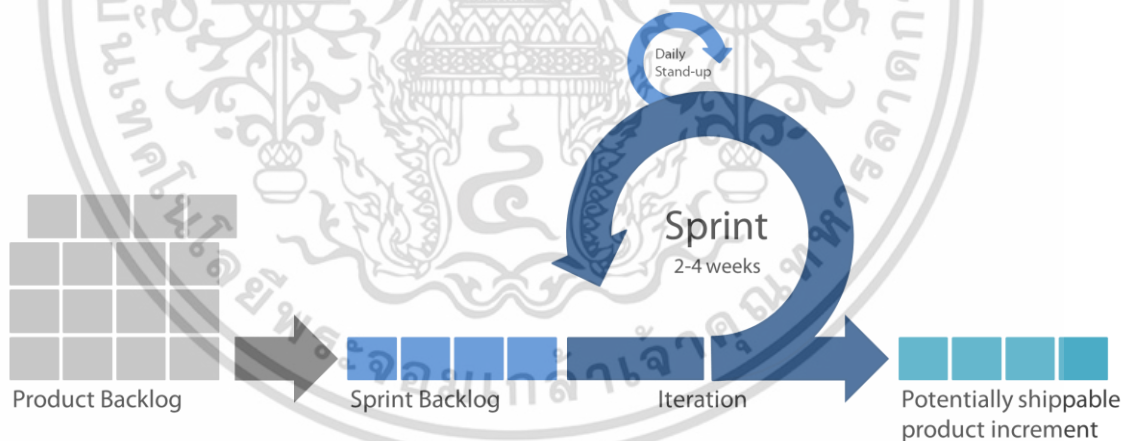 Daily
Stand-up
Sprint
2-4 weeks
Product Backlog
Sprint Backlog
Iteration
Potentially shippable
product increment